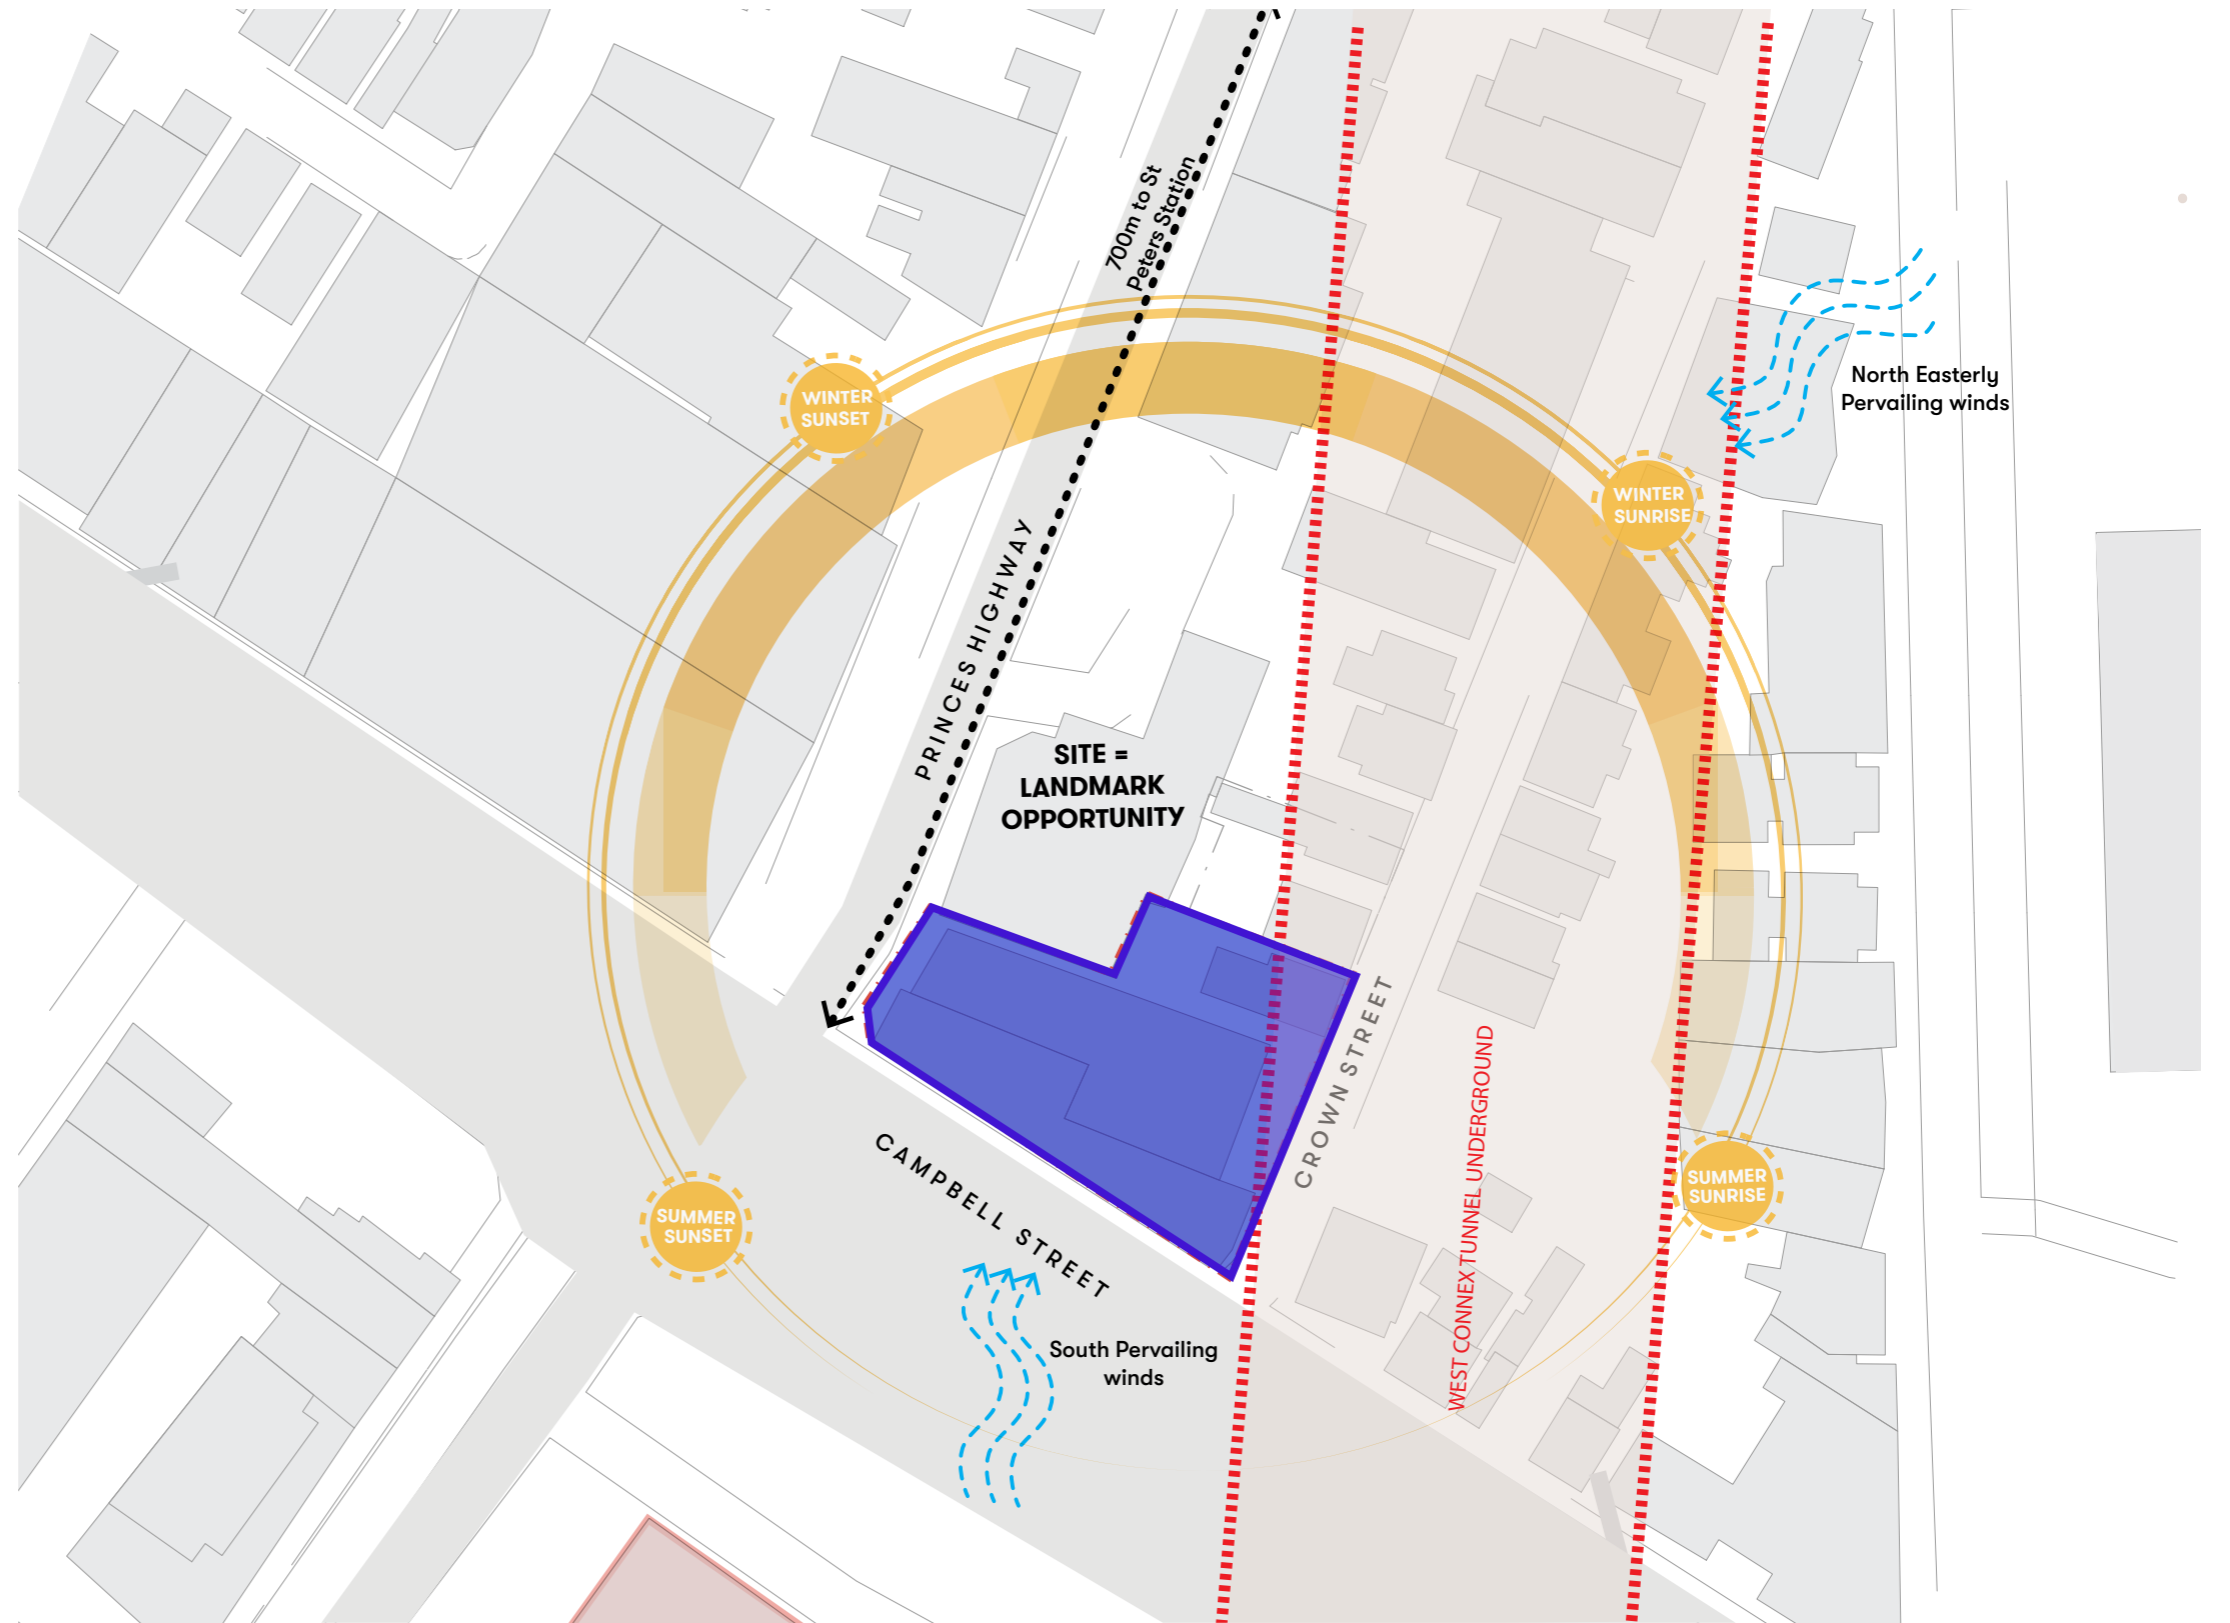 700m to St
Peters Station
WINTER
SUNSET
North Easterly
Pervailing winds
WINTER
SUNRISE
PRINCES HIGHWAY
SITE =
LANDMARK
OPPORTUNITY
CROWN STREET
WEST CONNEX TUNNEL UNDERGROUND
CAMPBELL STREET
SUMMER
SUNRISE
SUMMER
SUNSET
South Pervailing
winds